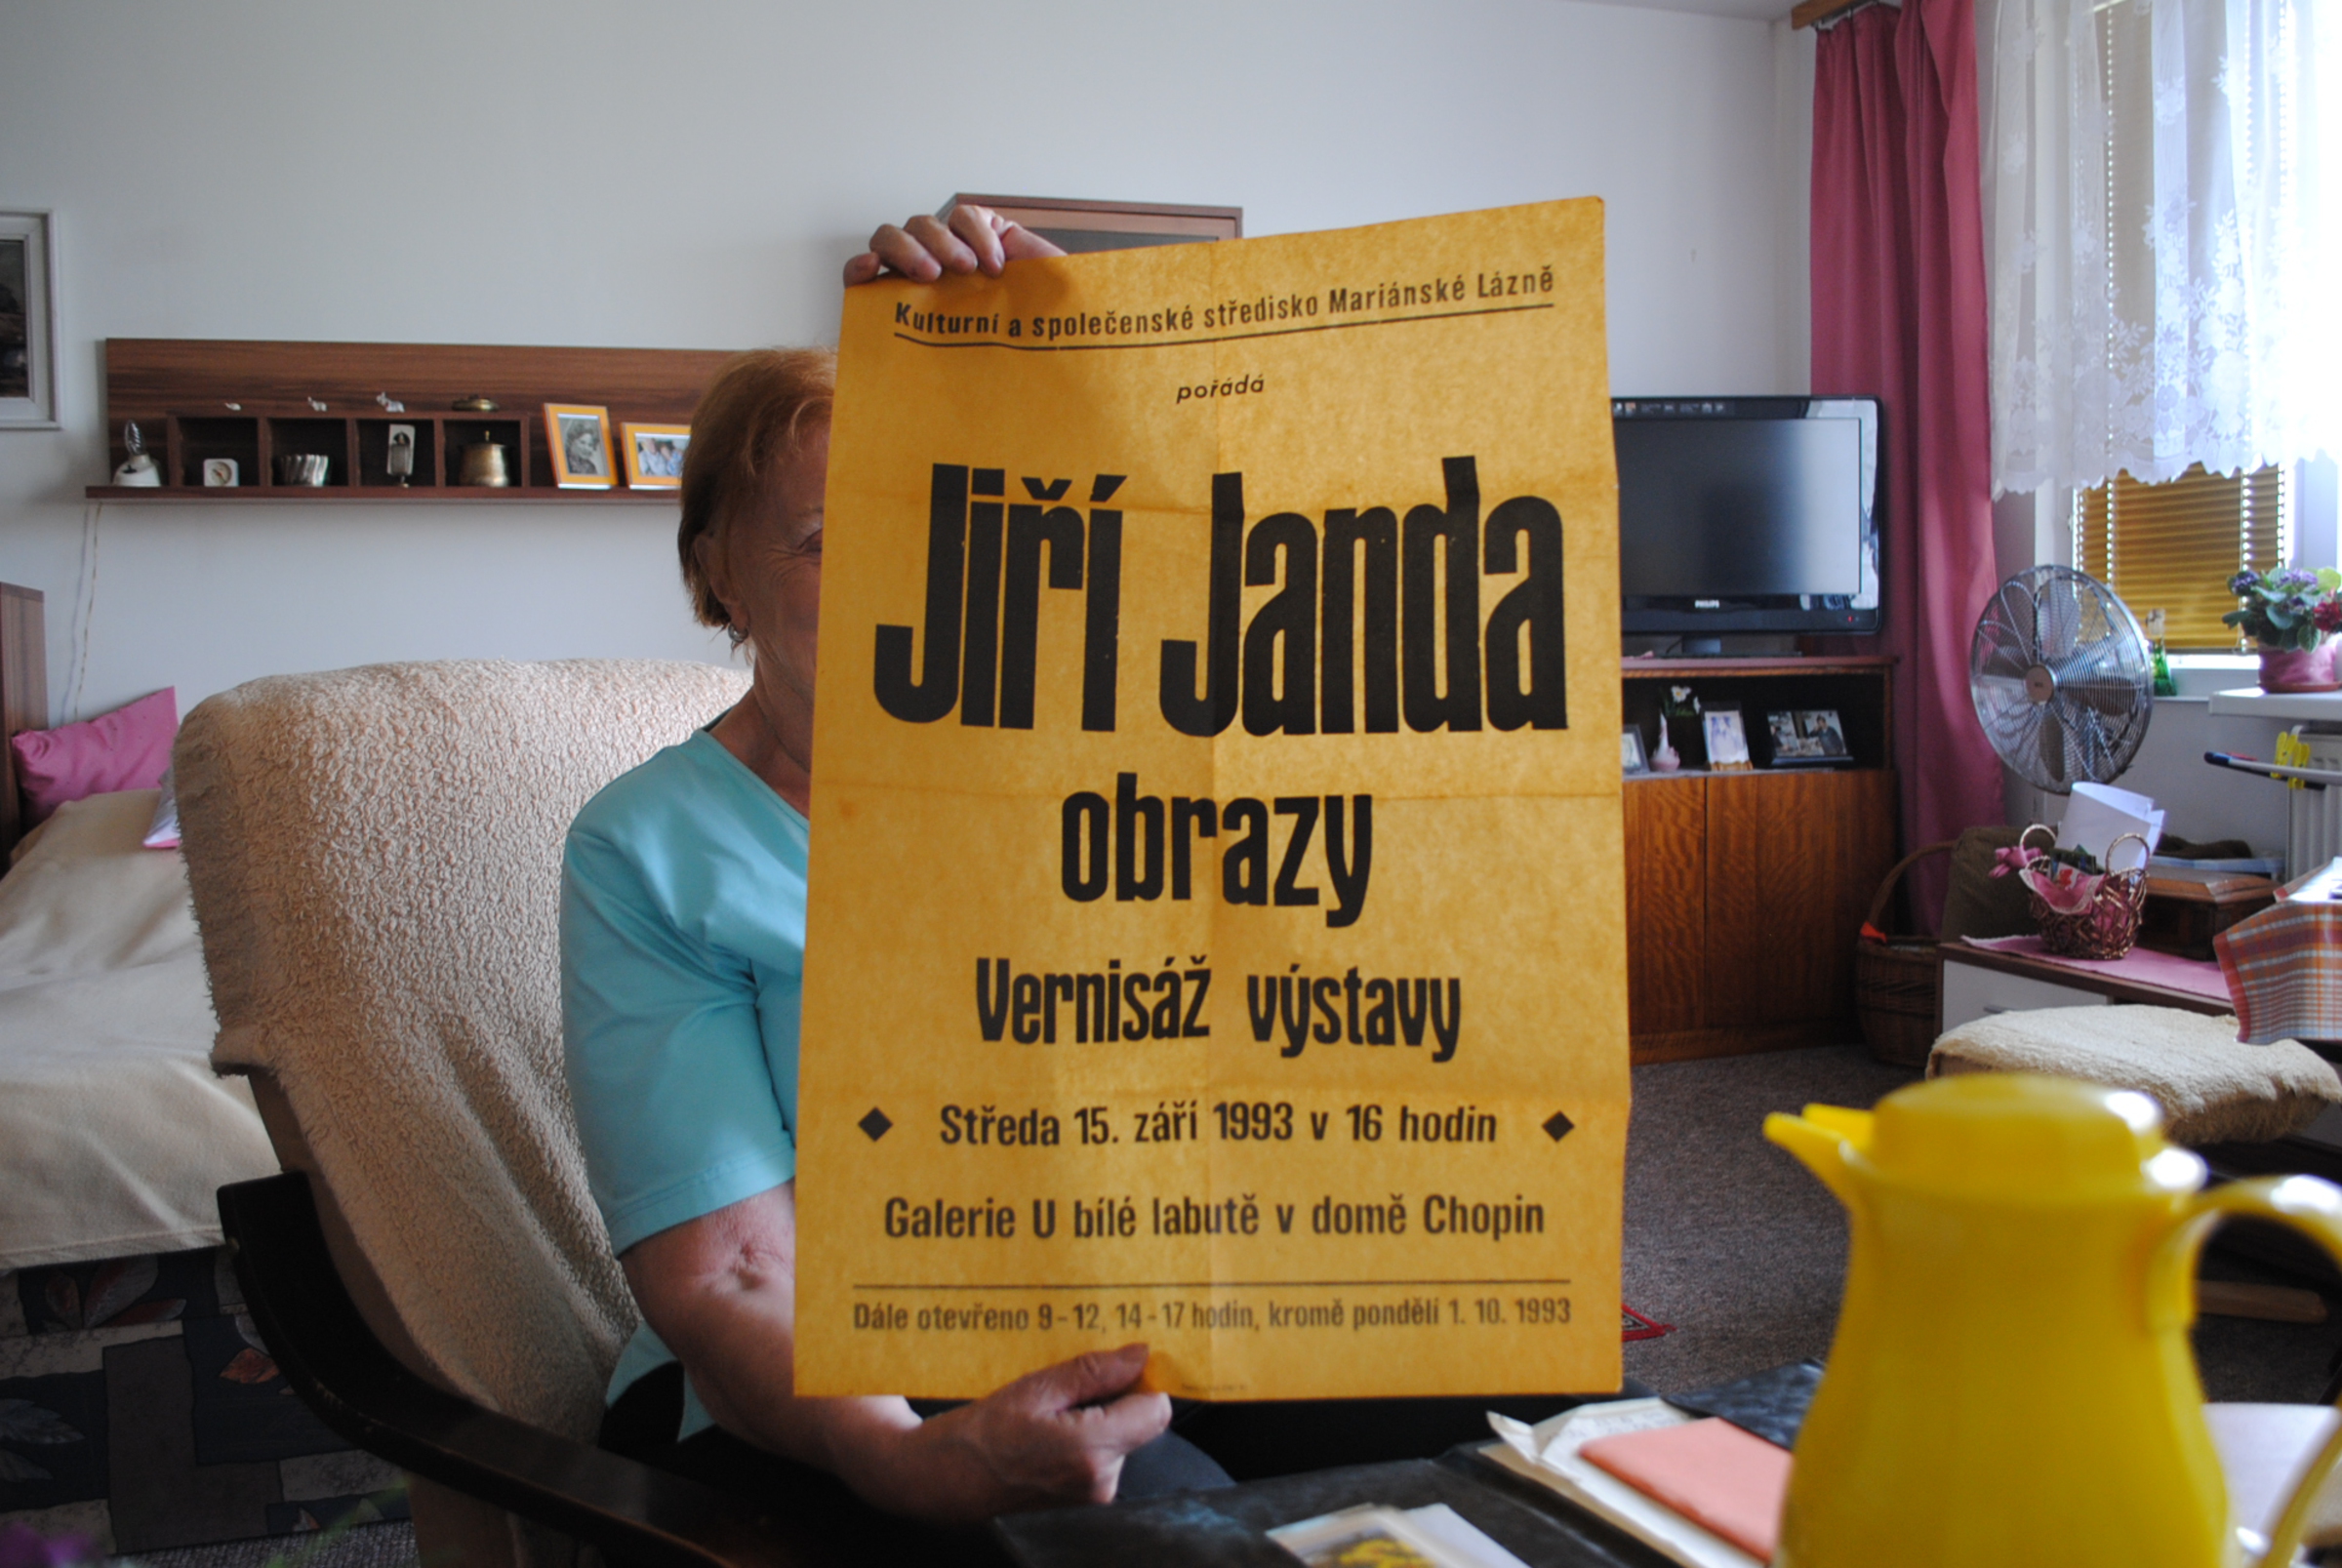 Kulturní a společenské středisko Mariánské Lázně
pořádá
Jiří Janda
obrazy
Vernisáž výstavy
◆ Středa 15. září 1993 v 16 hodin ◆
Galerie U bílé labutě v domě Chopin
Dále otevřeno 9-12, 14-17 hodin, kromě pondělí 1. 10. 1993
PHILIPS